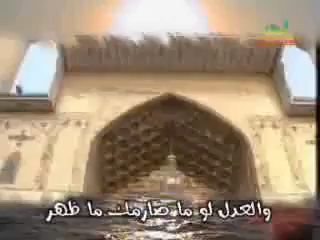 والعدل لو ما صارمك ما ظهر